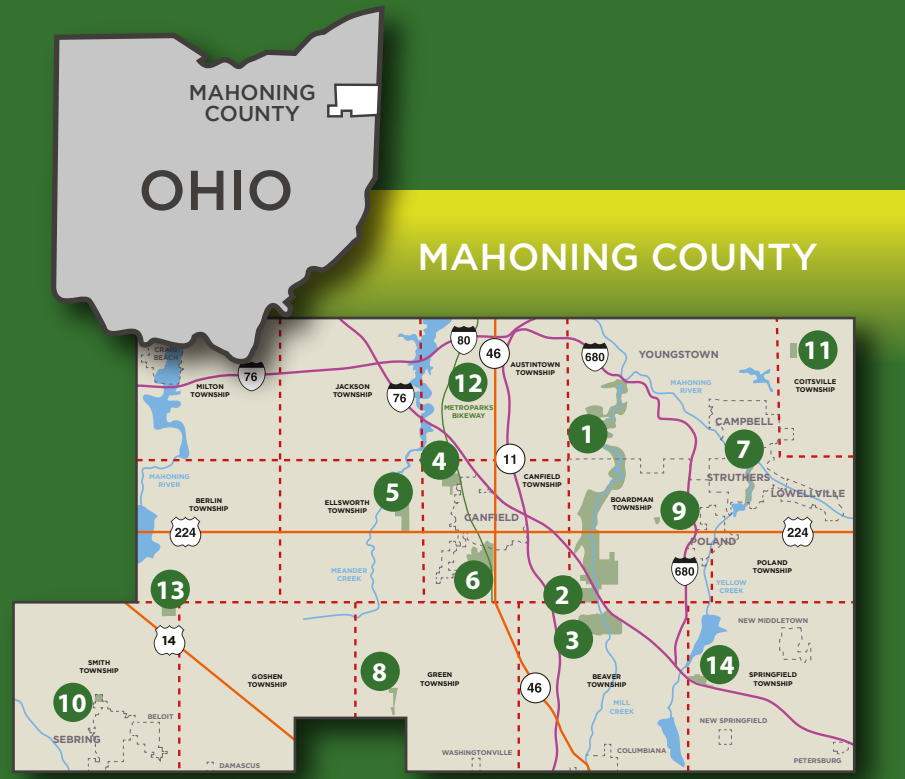 MAHONING
COUNTY
OHIO
MAHONING COUNTY
CRAIG
BEACH
76
MILTON
TOWNSHIP
JACKSON
TOWNSHIP
76
80
46
AUSTINTOWN
TOWNSHIP
12
METROPARKS
BIKEWAY
680
YOUNGSTOWN
MAHONING
RIVER
11
COITSVILLE
TOWNSHIP
CAMPBELL
1
7
STRUTHERS
LOWELLVILLE
MAHONING
RIVER
BERLIN
TOWNSHIP
224
ELLSWORTH
TOWNSHIP
5
4
11
CANFIELD
TOWNSHIP
CANFIELD
BOARDMAN
TOWNSHIP
9
POLAND
224
POLAND
TOWNSHIP
680
YELLOW
CREEK
MEANDER
CREEK
6
2
13
14
3
SMITH
TOWNSHIP
10
SEBRING
BELOIT
DAMASCUS
GOSHEN
TOWNSHIP
8
GREEN
TOWNSHIP
46
WASHINGTONVILLE
BEAVER
TOWNSHIP
MILL
CREEK
COLUMBIANA
NEW MIDDLETOWN
14
SPRINGFIELD
TOWNSHIP
NEW SPRINGFIELD
PETERSBURG